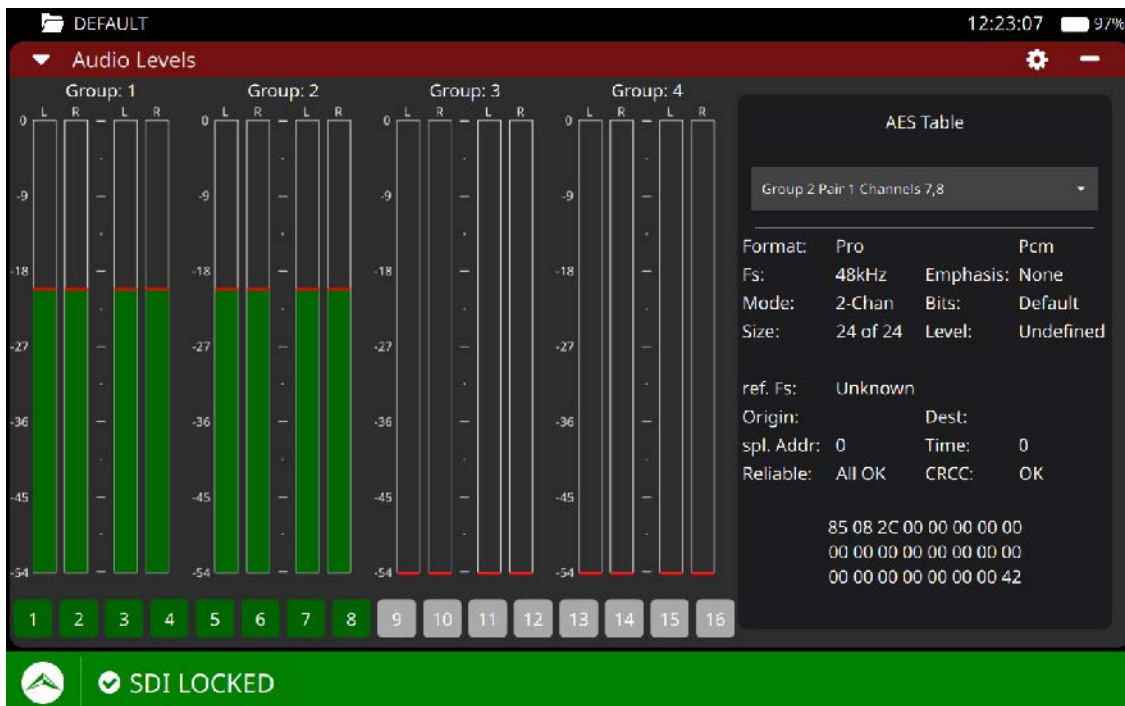 DEFAULT 12:23:07 97%
Audio Levels
Group: 1 Group: 2 Group: 3 Group: 4
L R L R L R L R L R L R L R L R
0 0 0 0
-9 -9 -9 -9
-18 -18 -18 -18
-27 -27 -27 -27
-36 -36 -36 -36
-45 -45 -45 -45
-54 -54 -54 -54
1 2 3 4 5 6 7 8 9 10 11 12 13 14 15 16
AES Table
Group 2 Pair 1 Channels 7,8
Format: Pro Pcm
Fs: 48kHz Emphasis: None
Mode: 2-Chan Bits: Default
Size: 24 of 24 Level: Undefined
ref. Fs: Unknown
Origin: Dest:
spl. Addr: 0 Time: 0
Reliable: All OK CRCC: OK
85 08 2C 00 00 00 00 00
00 00 00 00 00 00 00 00
00 00 00 00 00 00 00 42
SDI LOCKED